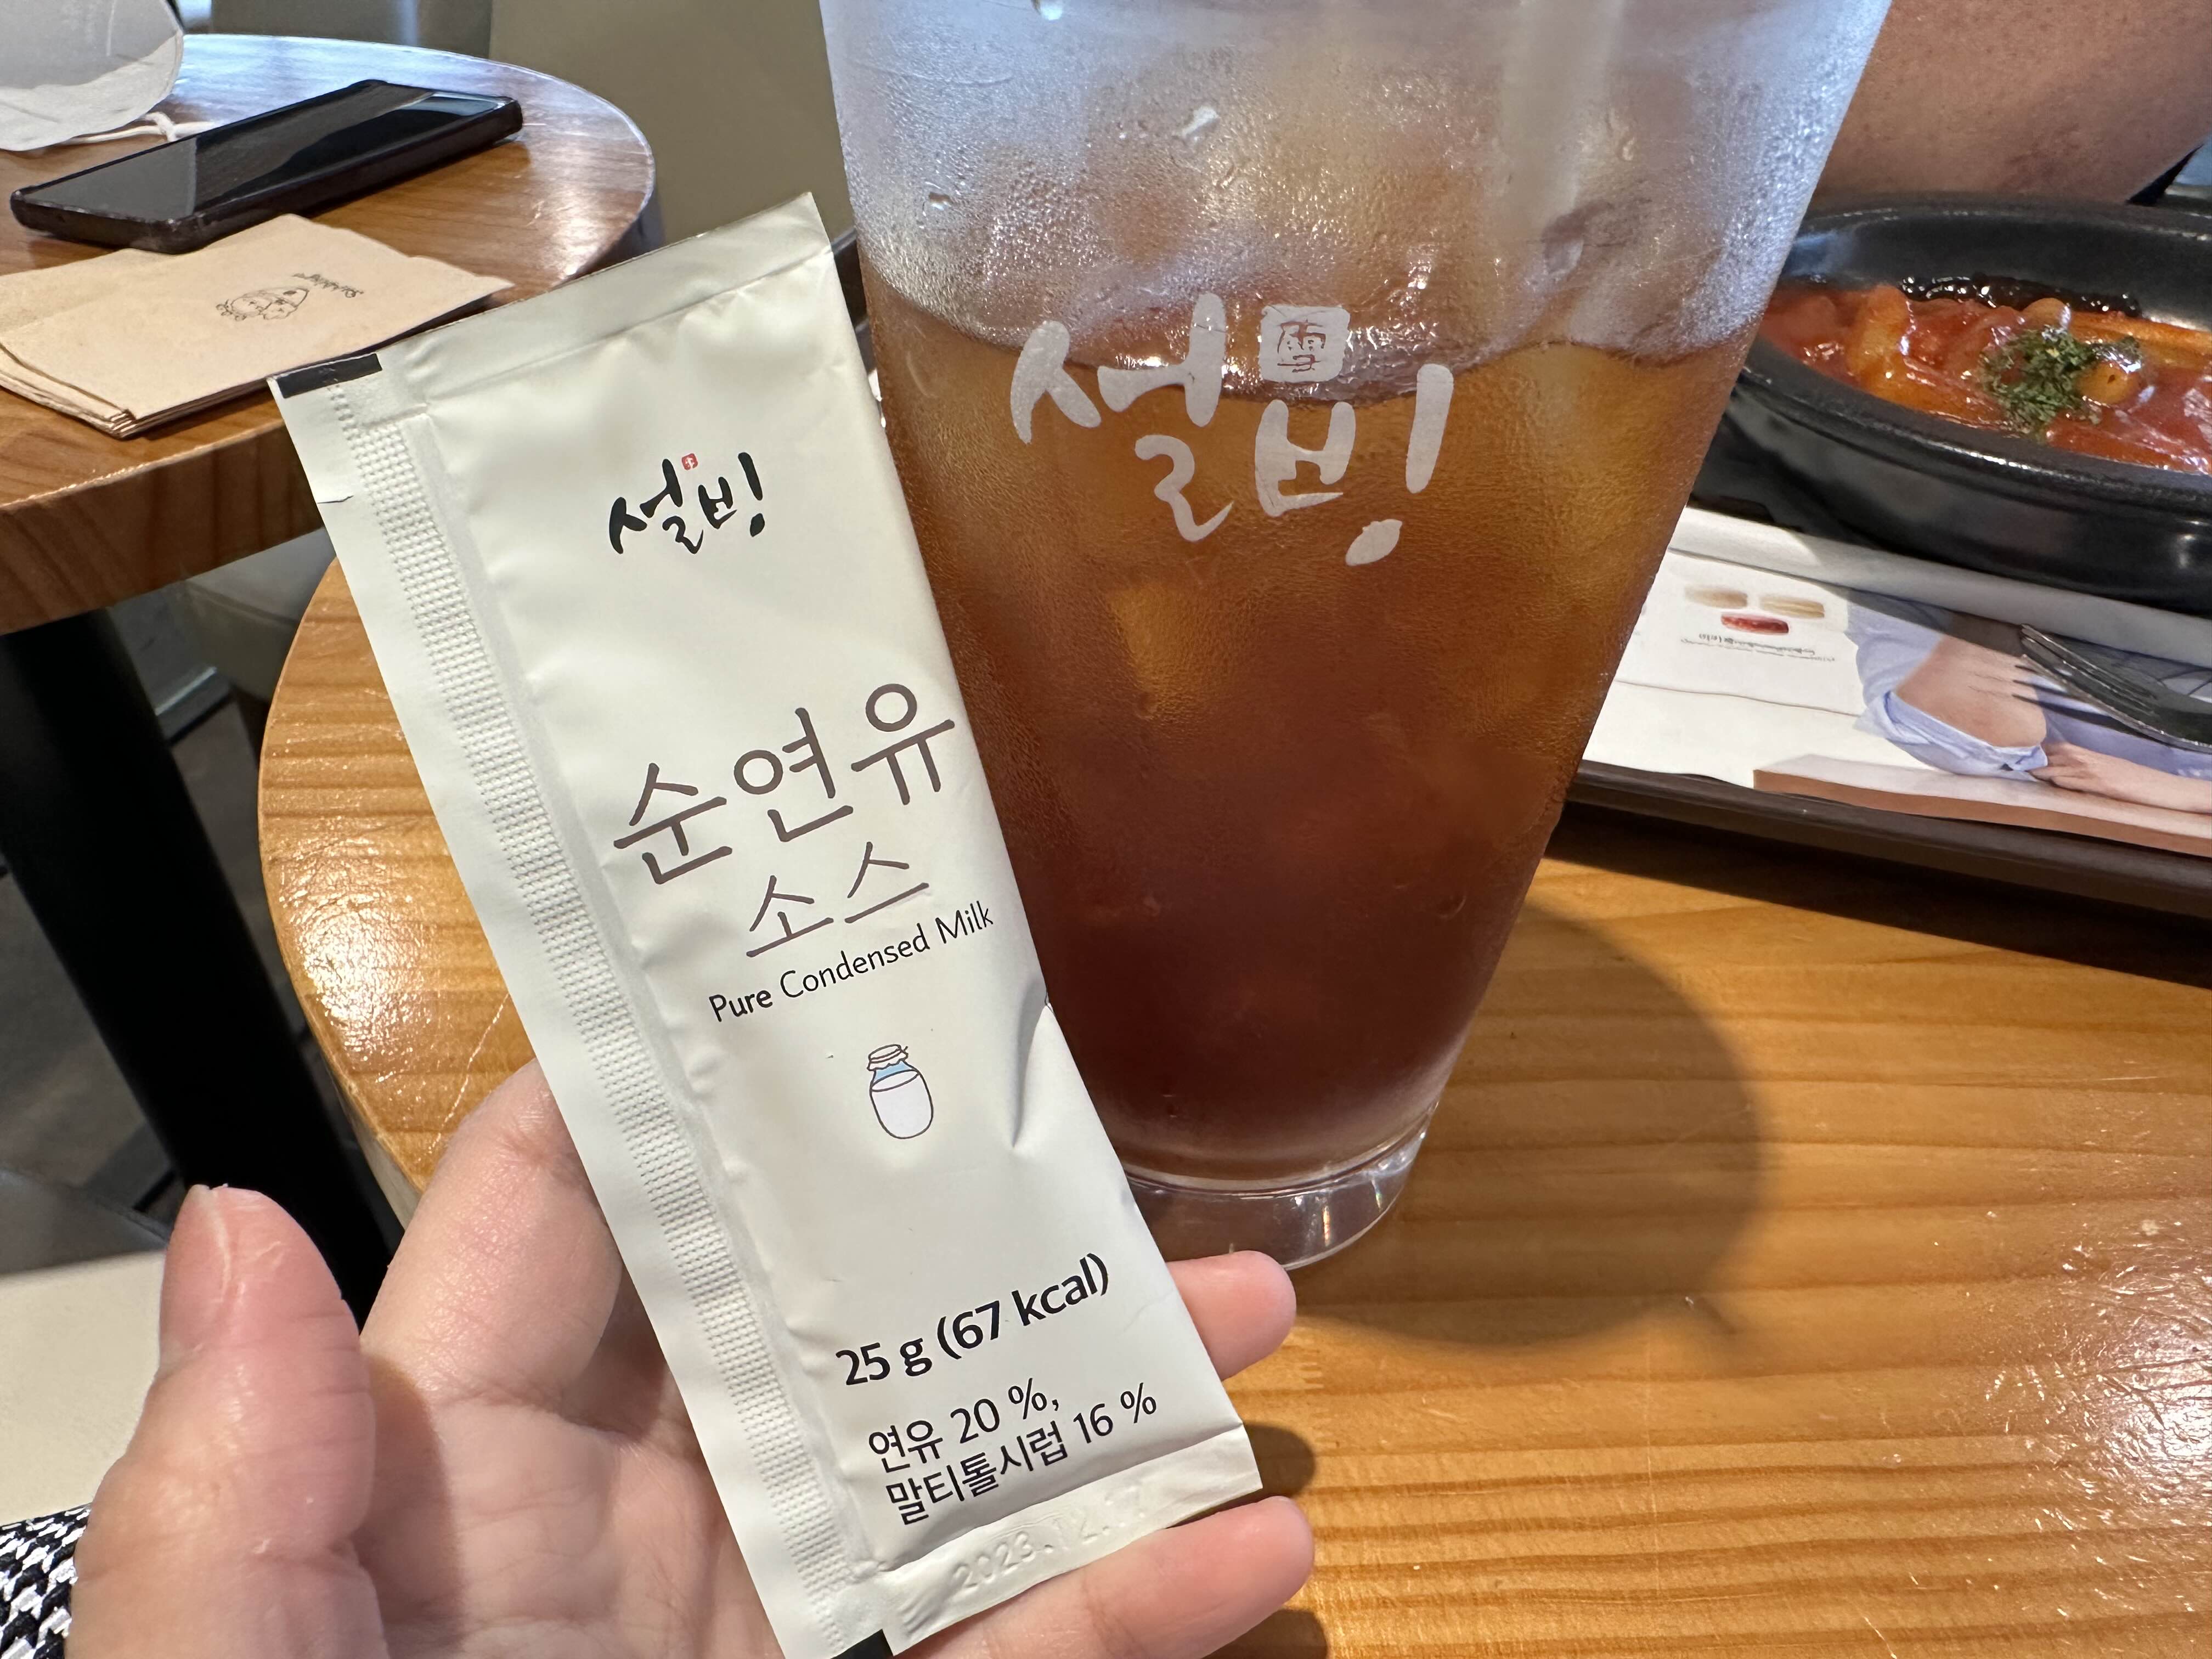 설빙
순연유
소스
Pure Condensed Milk
25 g (67 kcal)
연유 20 %,
말티톨시럽 16 %
설빙
雪